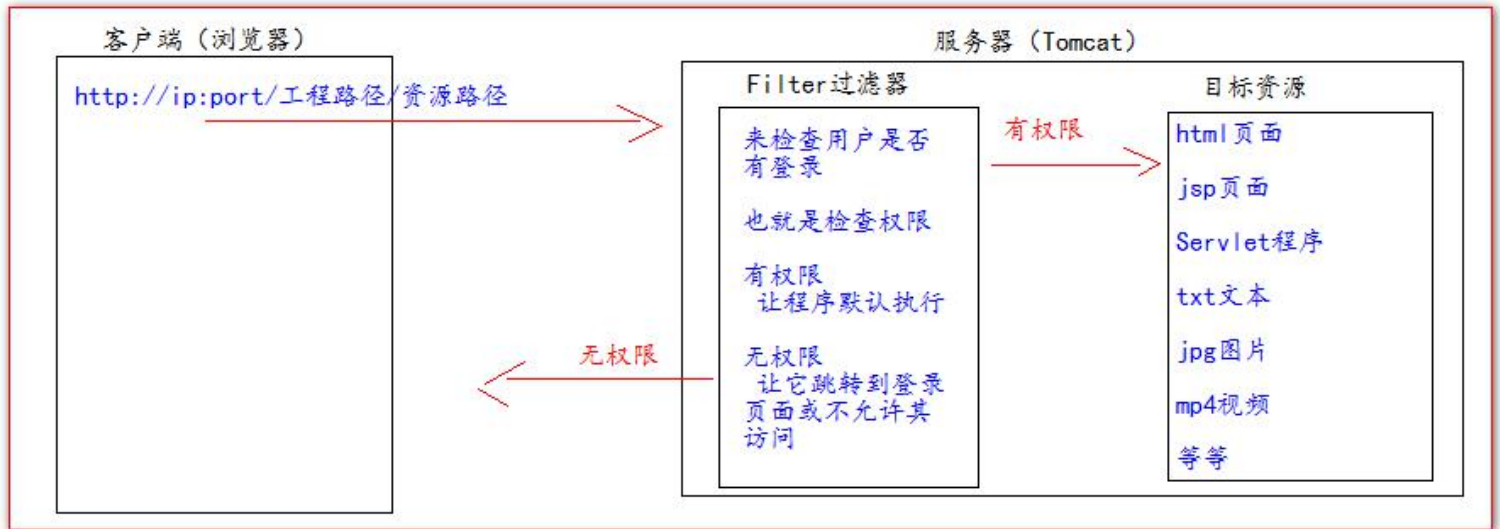 客户端（浏览器）
http://ip:port/工程路径/资源路径
服务器（Tomcat）
Filter过滤器
来检查用户是否
有登录
也就是检查权限
有权限
让程序默认执行
无权限
让它跳转到登录
页面或不允许其
访问
有权限
无权限
目标资源
html页面
jsp页面
Servlet程序
txt文本
jpg图片
mp4视频
等等